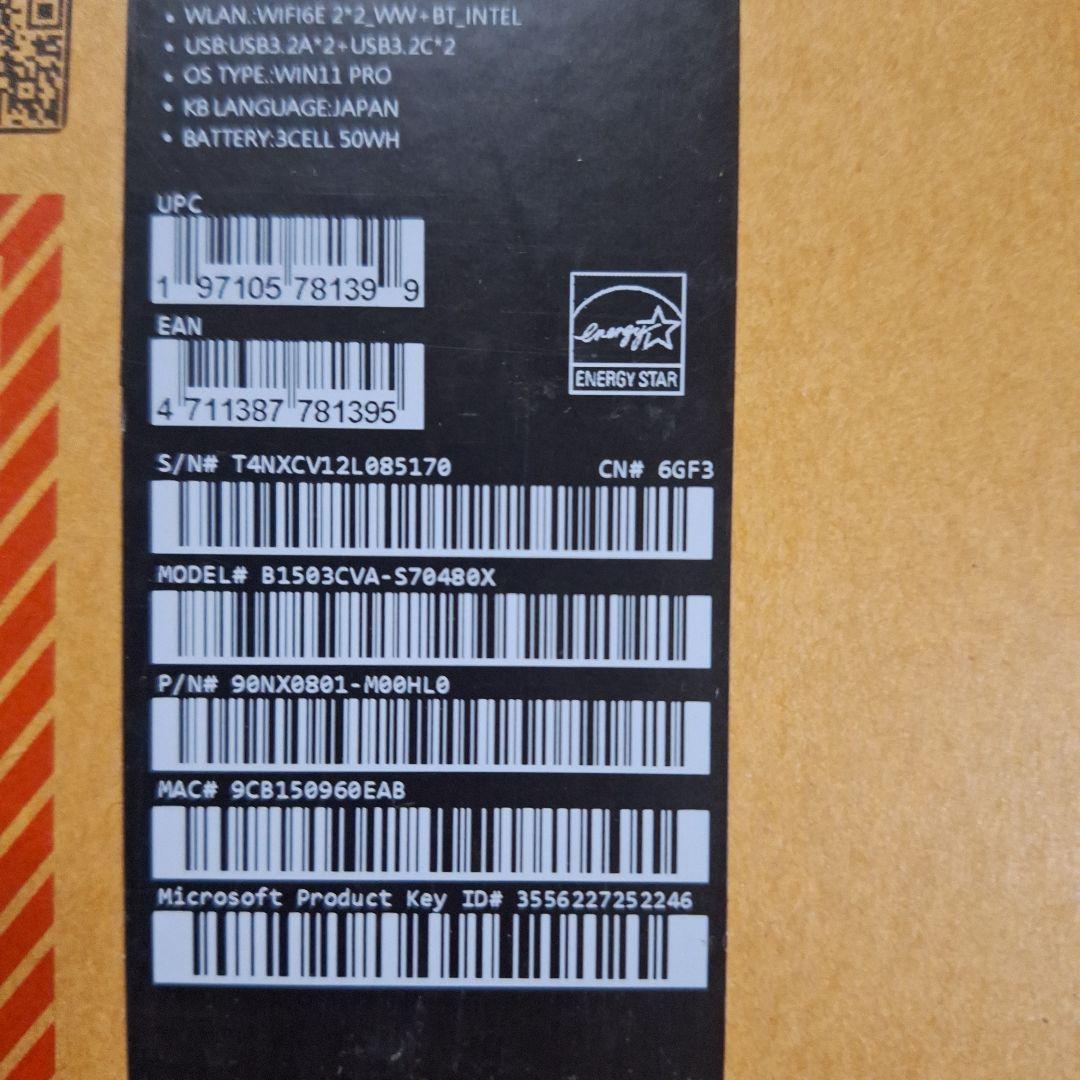 • WLAN.:WIFI6E 2*2_WW+BT_INTEL
• USB:USB3.2A*2+USB3.2C*2
• OS TYPE.:WIN11 PRO
• KB LANGUAGE:JAPAN
• BATTERY:3CELL 50WH
UPC
1 97105 78139 9
EAN
4 711387 781395
energy
ENERGY STAR
S/N# T4NXCV12L085170 CN# 6GF3
MODEL# B1503CVA-S70480X
P/N# 90NX0801-M00HL0
MAC# 9CB150960EAB
Microsoft Product Key ID# 3556227252246